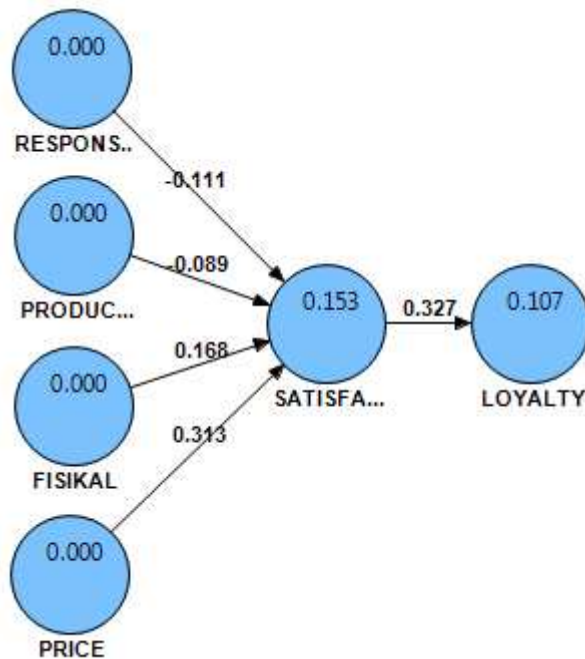 0.000
RESPONS..
-0.111
0.000
PRODUC...
-0.089
0.153
SATISFA...
0.327
0.107
LOYALTY
0.168
0.000
FISIKAL
0.313
0.000
PRICE